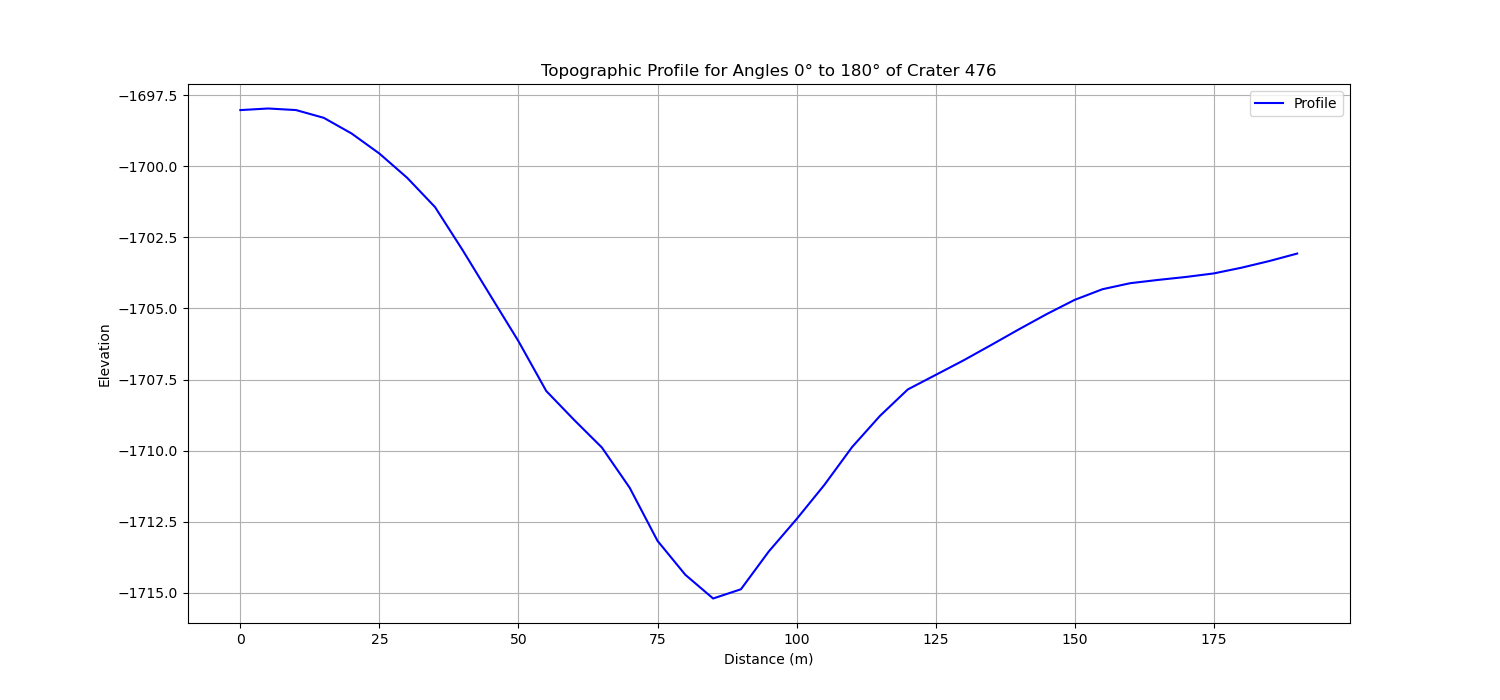 Topographic Profile for Angles 0° to 180° of Crater 476
Profile
Elevation
−1697.5
−1700.0
−1702.5
−1705.0
−1707.5
−1710.0
−1712.5
−1715.0
0 25 50 75 100 125 150 175
Distance (m)